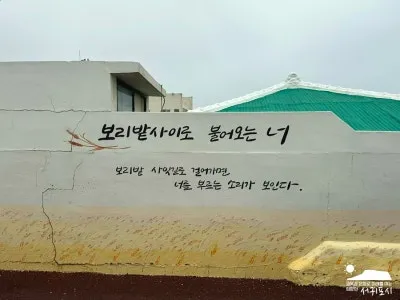 보리밭사이로 불어오는 너
보리밭 사잇길로 걸어가면
너를 부르는 소리가 보인다.
서귀포시